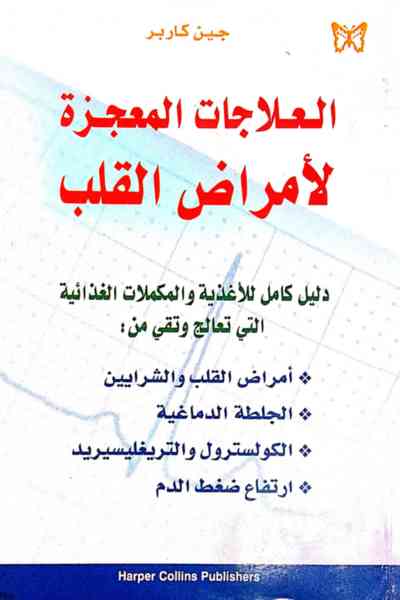 جين كاربر
العلاجات المعجزة
لأمراض القلب
دليل كامل للأغذية والمكملات الغذائية
التي تعالج وتقي من:
أمراض القلب والشرايين
الجلطة الدماغية
الكولسترول والتريغليسيريد
ارتفاع ضغط الدم
Harper Collins Publishers